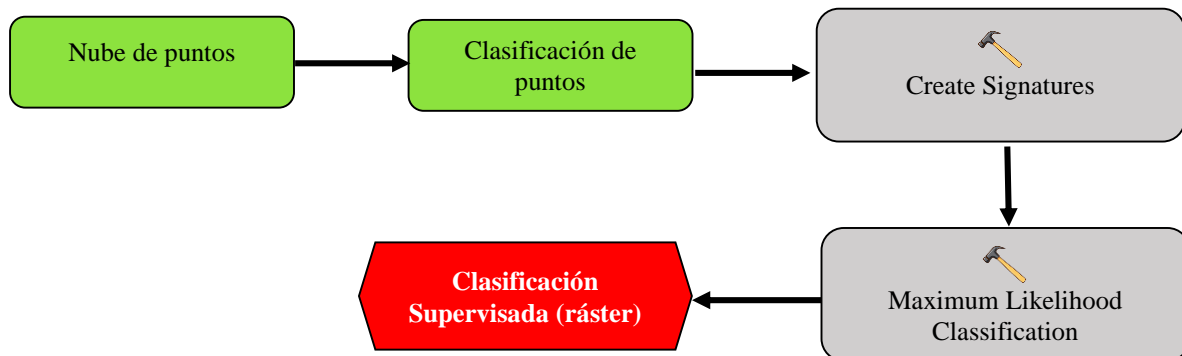 Nube de puntos
Clasificación de
puntos
Create Signatures
Maximum Likelihood
Classification
Clasificación
Supervisada (ráster)